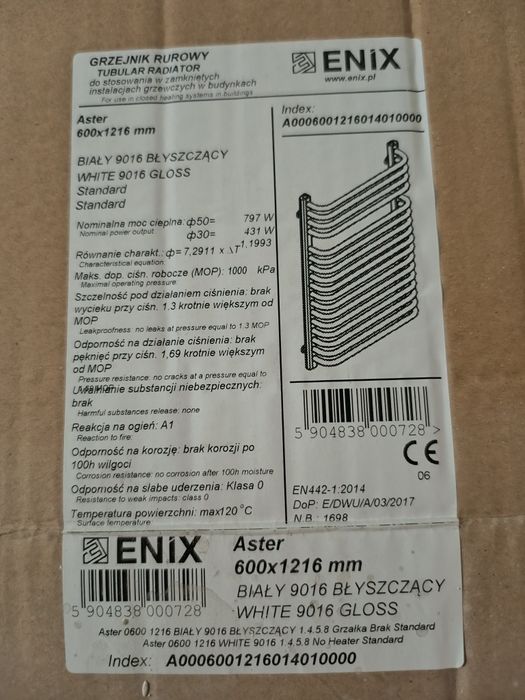 GRZEJNIK RUROWY
TUBULAR RADIATOR
do stosowania w zamkniętych
instalacjach grzewczych w budynkach
For use in closed heating systems in buildings
ENIX
www.enix.pl
Aster
600x1216 mm
Index:
A0006001216014010000
BIAŁY 9016 BŁYSZCZĄCY
WHITE 9016 GLOSS
Standard
Standard
Nominalna moc cieplna: ф50= 797 W
Nominal power output ф30= 431 W
Równanie charakt.: ф= 7,2911 x ΔT^1,1993
Characteristical equation:
Maks. dop. ciśn. robocze (MOP): 1000 kPa
Maximal operating pressure:
Szczelność pod działaniem ciśnienia: brak
wycieku przy ciśn. 1.3 krotnie większym od
MOP
Leakproofness: no leaks at pressure equal to 1.3 MOP
Odporność na działanie ciśnienia: brak
pęknięć przy ciśn. 1,69 krotnie większym
od MOP
Pressure resistance: no cracks at a pressure equal to
Uwalnianie substancji niebezpiecznych:
brak
Harmful substances release: none
Reakcja na ogień: A1
Reaction to fire:
Odporność na korozję: brak korozji po
100h wilgoci
Corrosion resistance: no corrosion after 100h moisture
Odporność na słabe uderzenia: Klasa 0
Resistance to weak impacts: class 0
Temperatura powierzchni: max120 °C
Surface temperature
5 904838 000728 >
CE
06
EN442-1:2014
DoP: E/DWU/A/03/2017
N.B.: 1698
ENIX
5 904838 000728
Aster
600x1216 mm
BIAŁY 9016 BŁYSZCZĄCY
WHITE 9016 GLOSS
Aster 0600 1216 BIAŁY 9016 BŁYSZCZĄCY 1.4.5.8 Grzałka Brak Standard
Aster 0600 1216 WHITE 9016 1.4.5.8 No Heater Standard
Index: A0006001216014010000